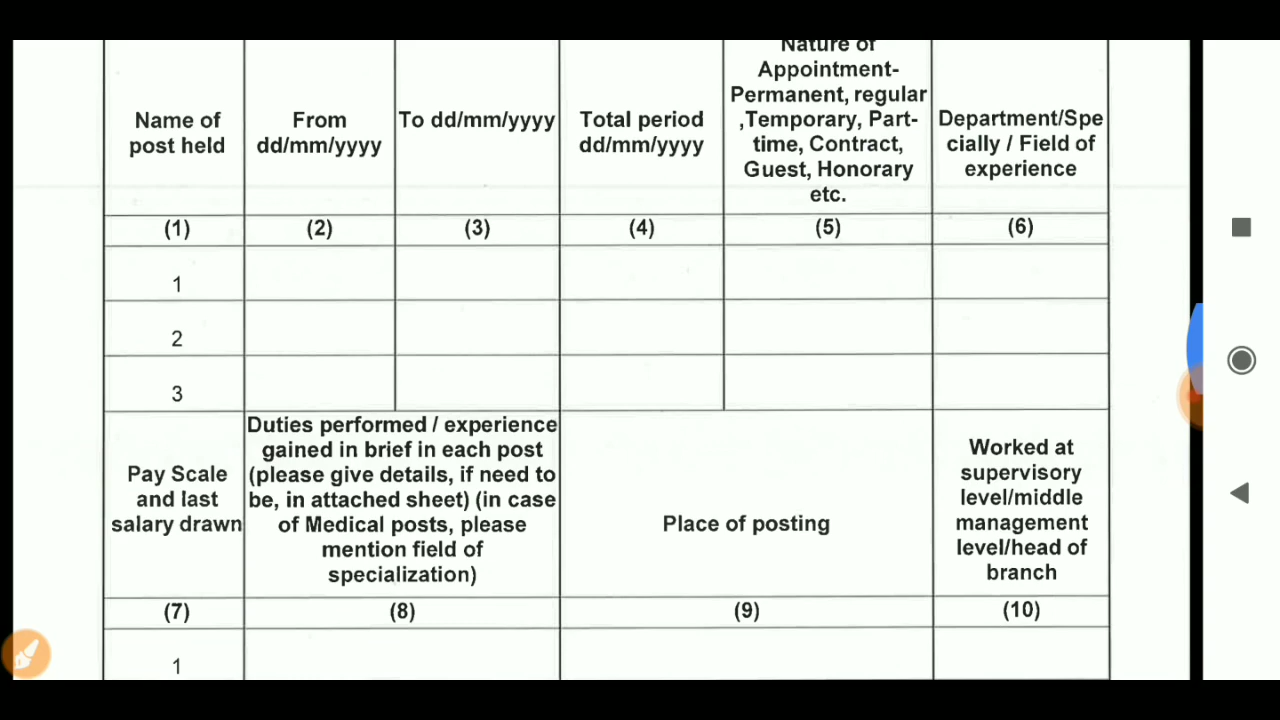 Nature of
Appointment-
Permanent, regular
,Temporary, Part-
time, Contract,
Guest, Honorary
etc.
Name of
post held
From
dd/mm/yyyy
To dd/mm/yyyy
Total period
dd/mm/yyyy
Department/Spe
cially / Field of
experience
(1)
(2)
(3)
(4)
(5)
(6)
1
2
3
Pay Scale
and last
salary drawn
Duties performed / experience
gained in brief in each post
(please give details, if need to
be, in attached sheet) (in case
of Medical posts, please
mention field of
specialization)
Place of posting
Worked at
supervisory
level/middle
management
level/head of
branch
(7)
(8)
(9)
(10)
1